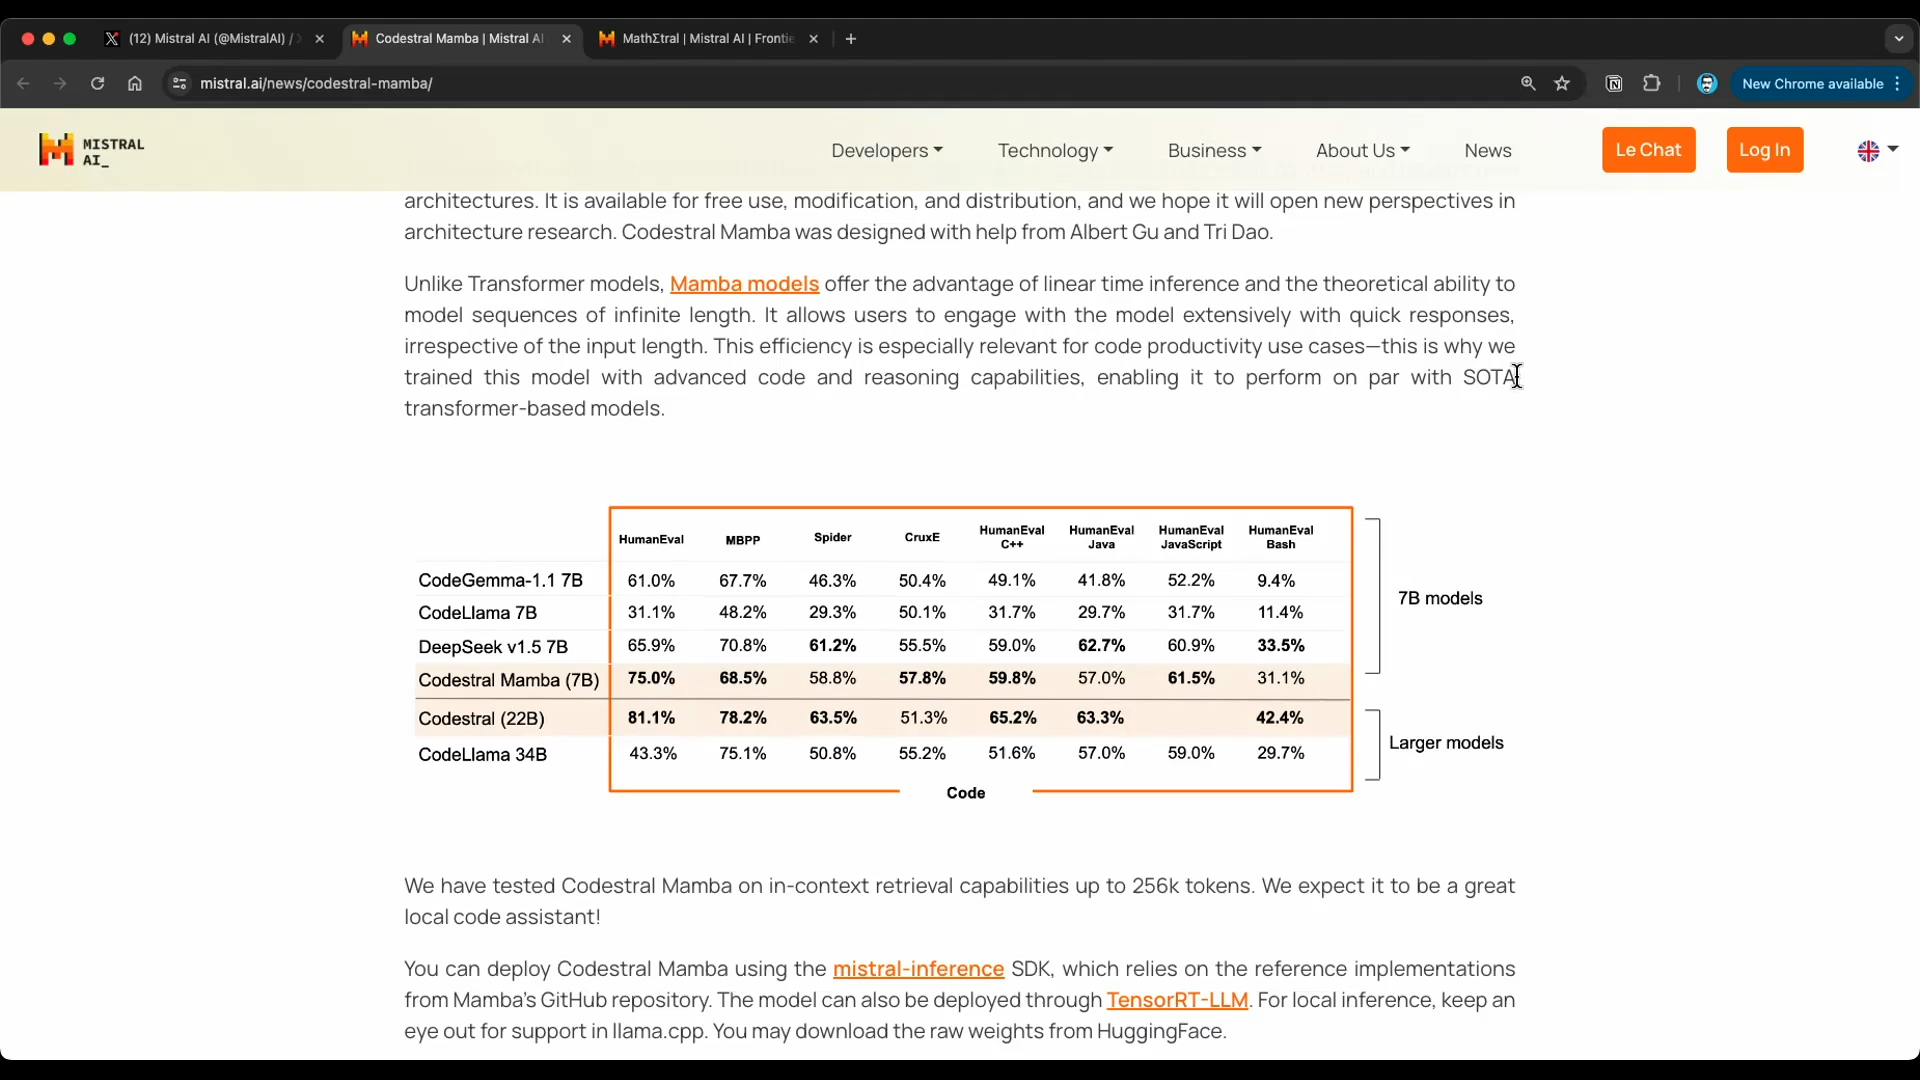 (12) Mistral AI (@MistralAI) /
Codestral Mamba | Mistral AI
MathΣtral | Mistral AI | Frontie
mistral.ai/news/codestral-mamba/
New Chrome available
MISTRAL
AI_
Developers
Technology
Business
About Us
News
Le Chat
Log In
architectures. It is available for free use, modification, and distribution, and we hope it will open new perspectives in
architecture research. Codestral Mamba was designed with help from Albert Gu and Tri Dao.
Unlike Transformer models, Mamba models offer the advantage of linear time inference and the theoretical ability to
model sequences of infinite length. It allows users to engage with the model extensively with quick responses,
irrespective of the input length. This efficiency is especially relevant for code productivity use cases—this is why we
trained this model with advanced code and reasoning capabilities, enabling it to perform on par with SOTA
transformer-based models.
HumanEval MBPP Spider CruxE HumanEval C++ HumanEval Java HumanEval JavaScript HumanEval Bash
CodeGemma-1.1 7B 61.0% 67.7% 46.3% 50.4% 49.1% 41.8% 52.2% 9.4%
CodeLlama 7B 31.1% 48.2% 29.3% 50.1% 31.7% 29.7% 31.7% 11.4%
7B models
DeepSeek v1.5 7B 65.9% 70.8% 61.2% 55.5% 59.0% 62.7% 60.9% 33.5%
Codestral Mamba (7B) 75.0% 68.5% 58.8% 57.8% 59.8% 57.0% 61.5% 31.1%
Codestral (22B) 81.1% 78.2% 63.5% 51.3% 65.2% 63.3% 42.4%
Larger models
CodeLlama 34B 43.3% 75.1% 50.8% 55.2% 51.6% 57.0% 59.0% 29.7%
Code
We have tested Codestral Mamba on in-context retrieval capabilities up to 256k tokens. We expect it to be a great
local code assistant!
You can deploy Codestral Mamba using the mistral-inference SDK, which relies on the reference implementations
from Mamba's GitHub repository. The model can also be deployed through TensorRT-LLM. For local inference, keep an
eye out for support in llama.cpp. You may download the raw weights from HuggingFace.